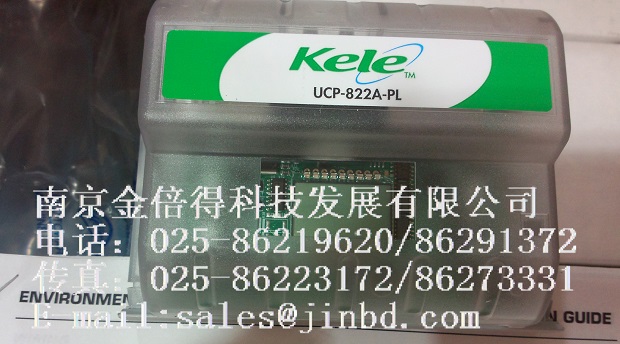 Kele™
UCP-822A-PL
南京金倍得科技发展有限公司
电话：025-86219620/86291372
传真：025-86223172/86273331
ENVIRONME
GUIDE
E-mail:sales@jinbd.com